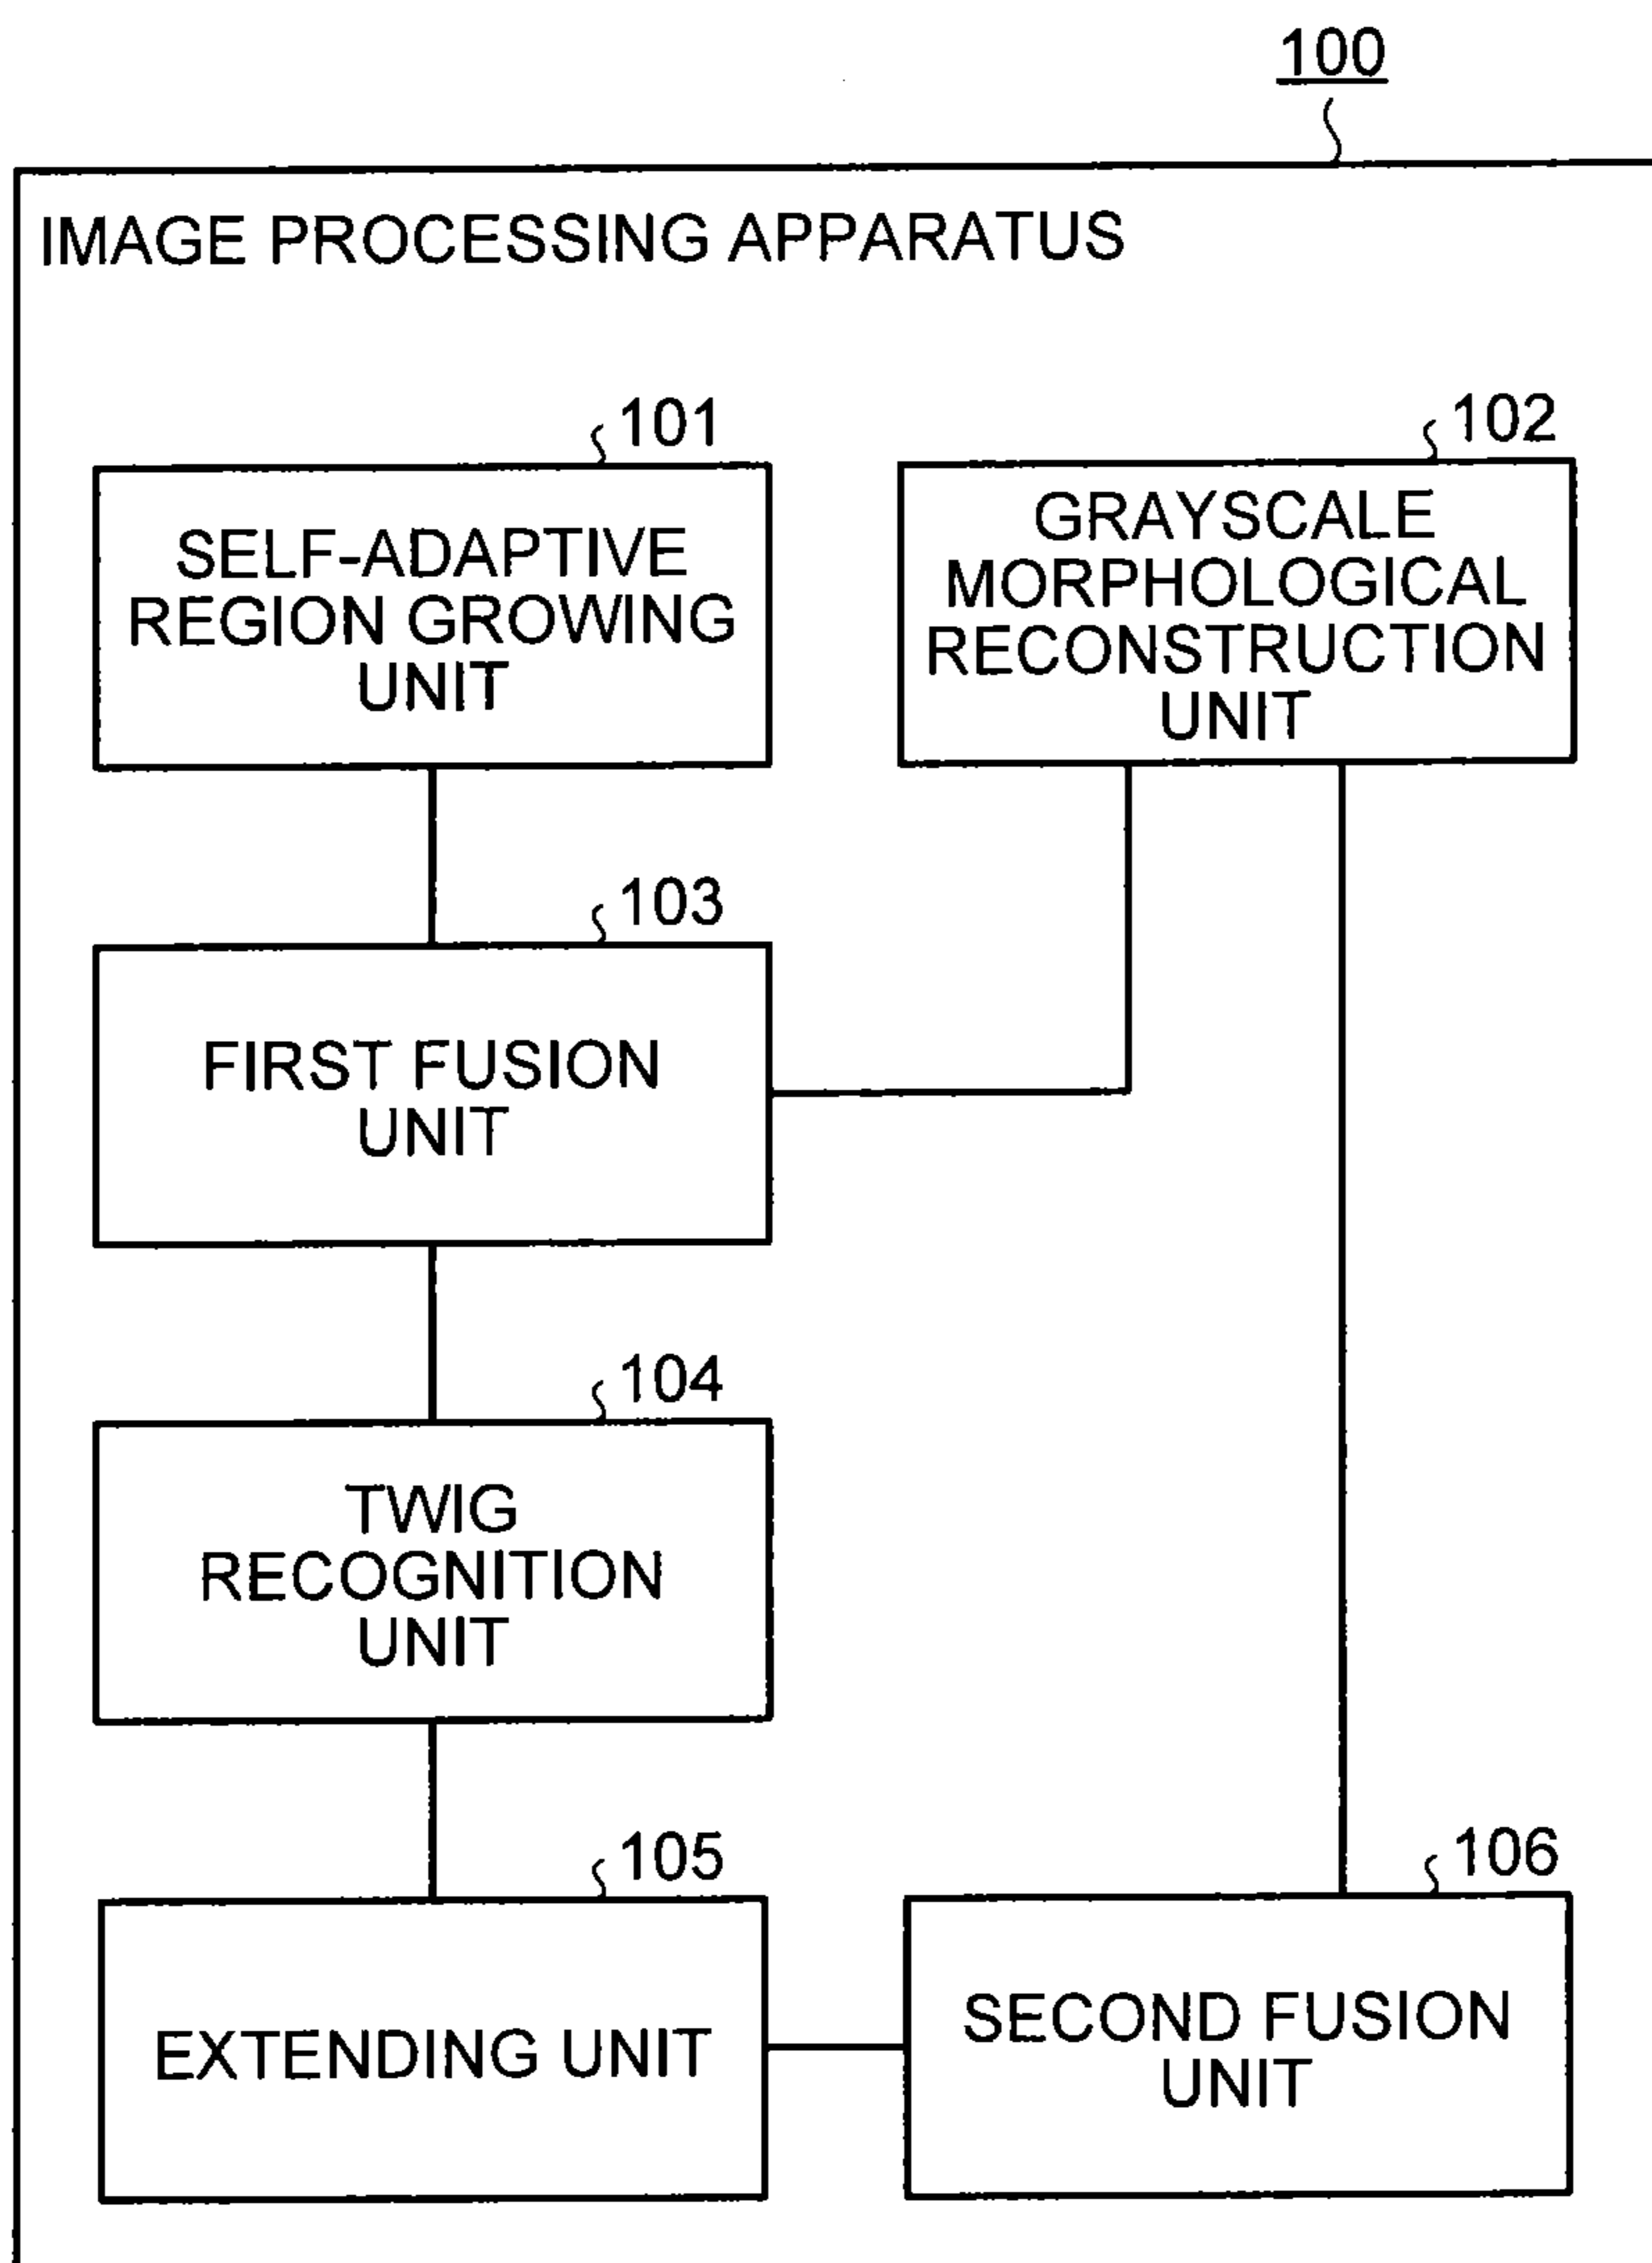 100
IMAGE PROCESSING APPARATUS
101
SELF-ADAPTIVE
REGION GROWING
UNIT
102
GRAYSCALE
MORPHOLOGICAL
RECONSTRUCTION
UNIT
103
FIRST FUSION
UNIT
104
TWIG
RECOGNITION
UNIT
105
EXTENDING UNIT
106
SECOND FUSION
UNIT